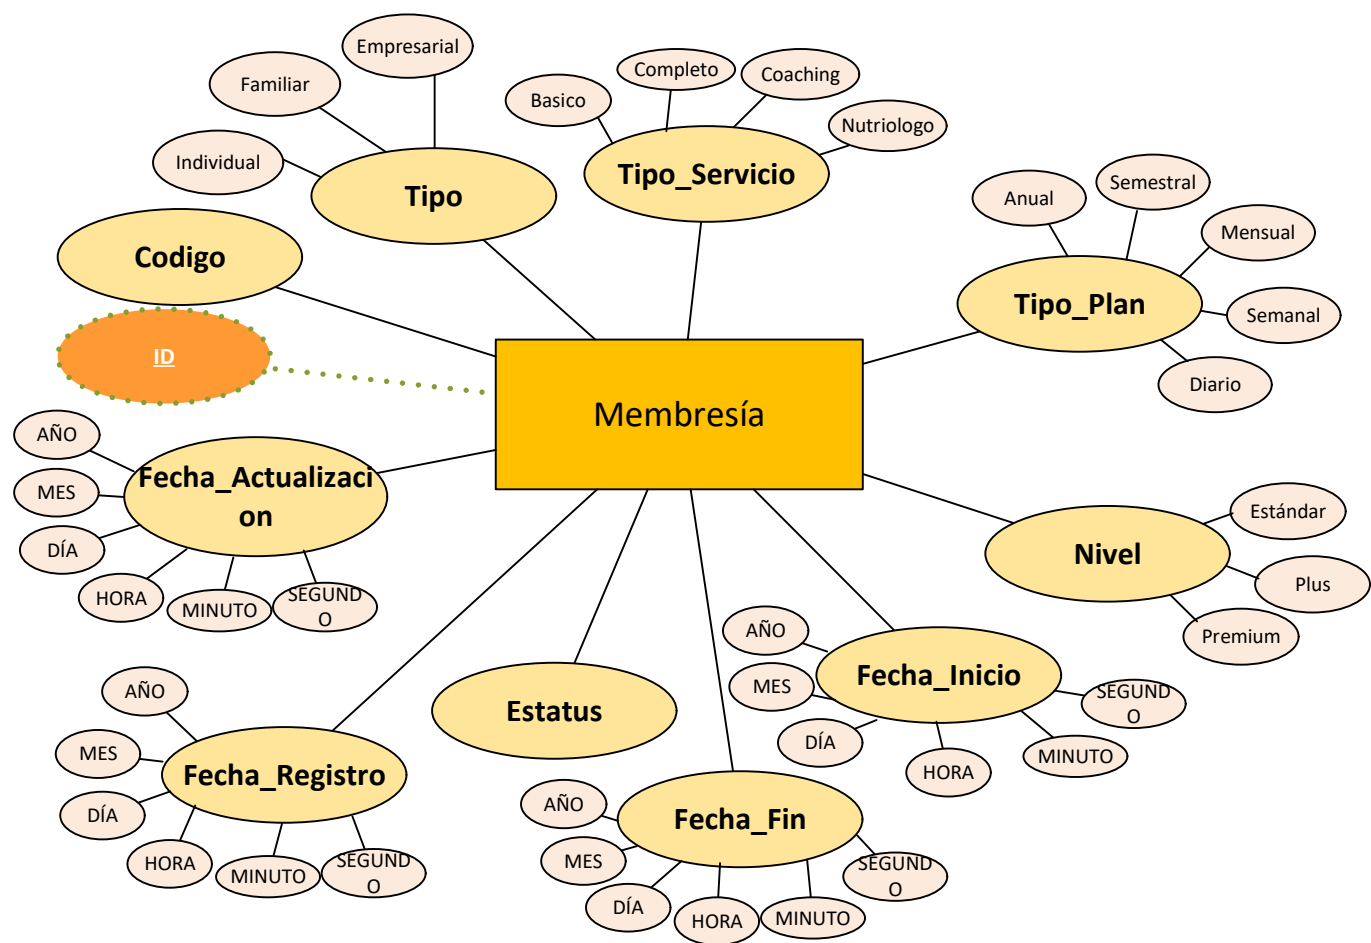 Empresarial
Familiar
Individual
Tipo
Completo
Coaching
Basico
Nutriologo
Tipo_Servicio
Semestral
Anual
Mensual
Semanal
Diario
Tipo_Plan
Codigo
ID
Membresía
AÑO
MES
DÍA
HORA
MINUTO
SEGUND
O
Fecha_Actualizaci
on
Estándar
Plus
Premium
Nivel
AÑO
MES
DÍA
HORA
MINUTO
SEGUND
O
Fecha_Inicio
Estatus
AÑO
MES
DÍA
HORA
MINUTO
SEGUND
O
Fecha_Registro
AÑO
MES
DÍA
HORA
MINUTO
SEGUND
O
Fecha_Fin